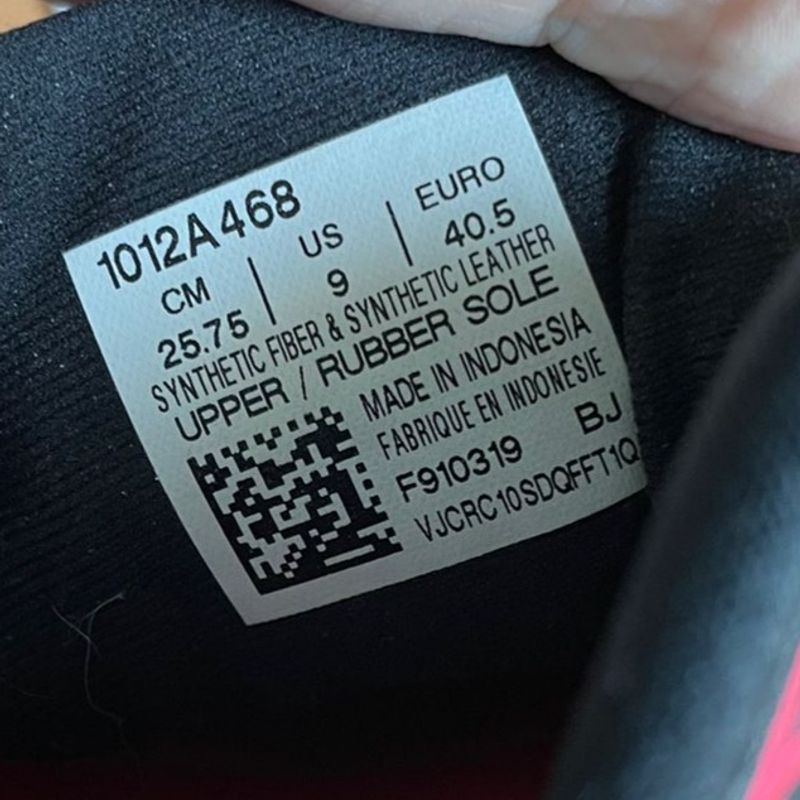 1012A468
CM | US | EURO
25.75 | 9 | 40.5
SYNTHETIC FIBER & SYNTHETIC LEATHER
UPPER / RUBBER SOLE
MADE IN INDONESIA
FABRIQUE EN INDONESIE
F910319 BJ
VJCRC10SDQFFT1Q